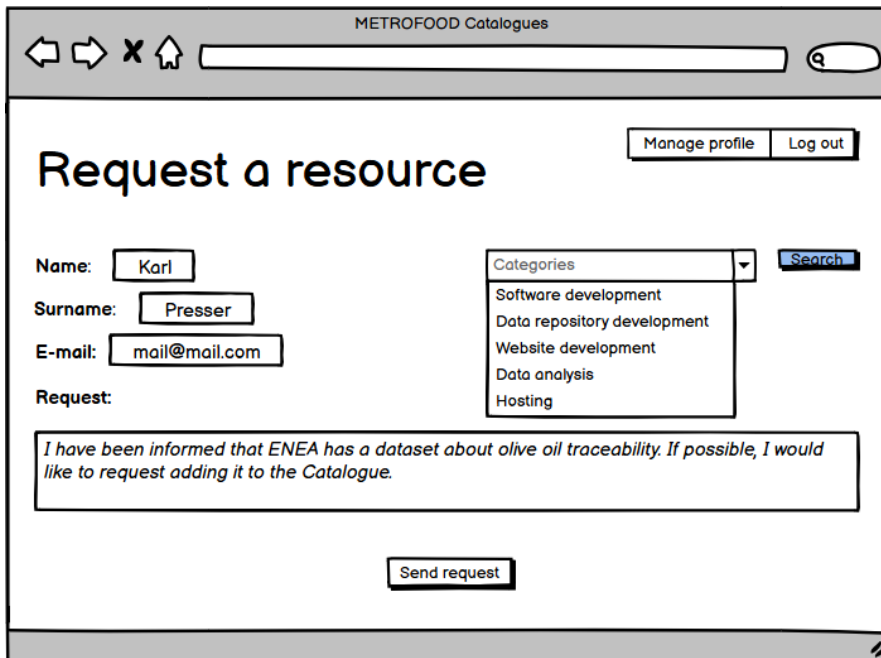 METROFOOD Catalogues
Manage profile
Log out
Request a resource
Name:
Karl
Categories
Search
Surname:
Presser
Software development
Data repository development
E-mail:
mail@mail.com
Website development
Data analysis
Request:
Hosting
I have been informed that ENEA has a dataset about olive oil traceability. If possible, I would
like to request adding it to the Catalogue.
Send request